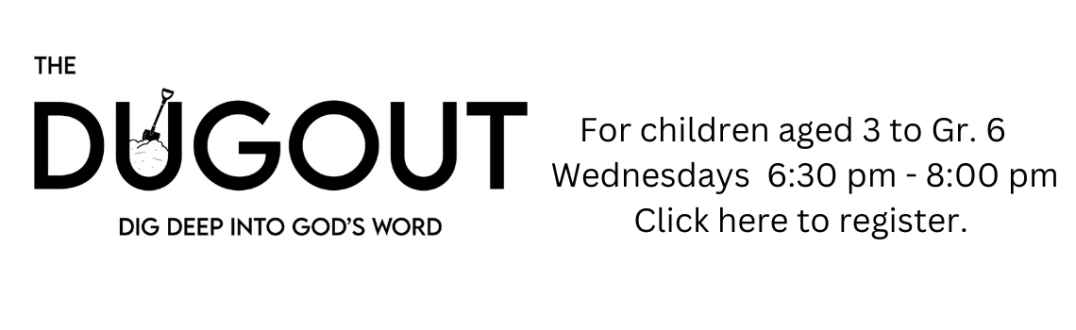 THE
DUGOUT
DIG DEEP INTO GOD'S WORD
For children aged 3 to Gr. 6
Wednesdays  6:30 pm - 8:00 pm
Click here to register.